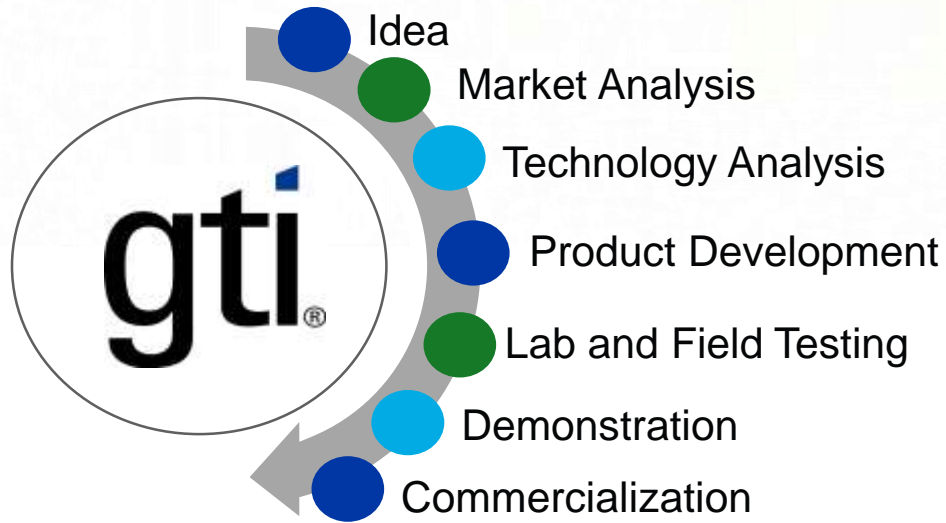 Idea
Market Analysis
Technology Analysis
gti®
Product Development
Lab and Field Testing
Demonstration
Commercialization